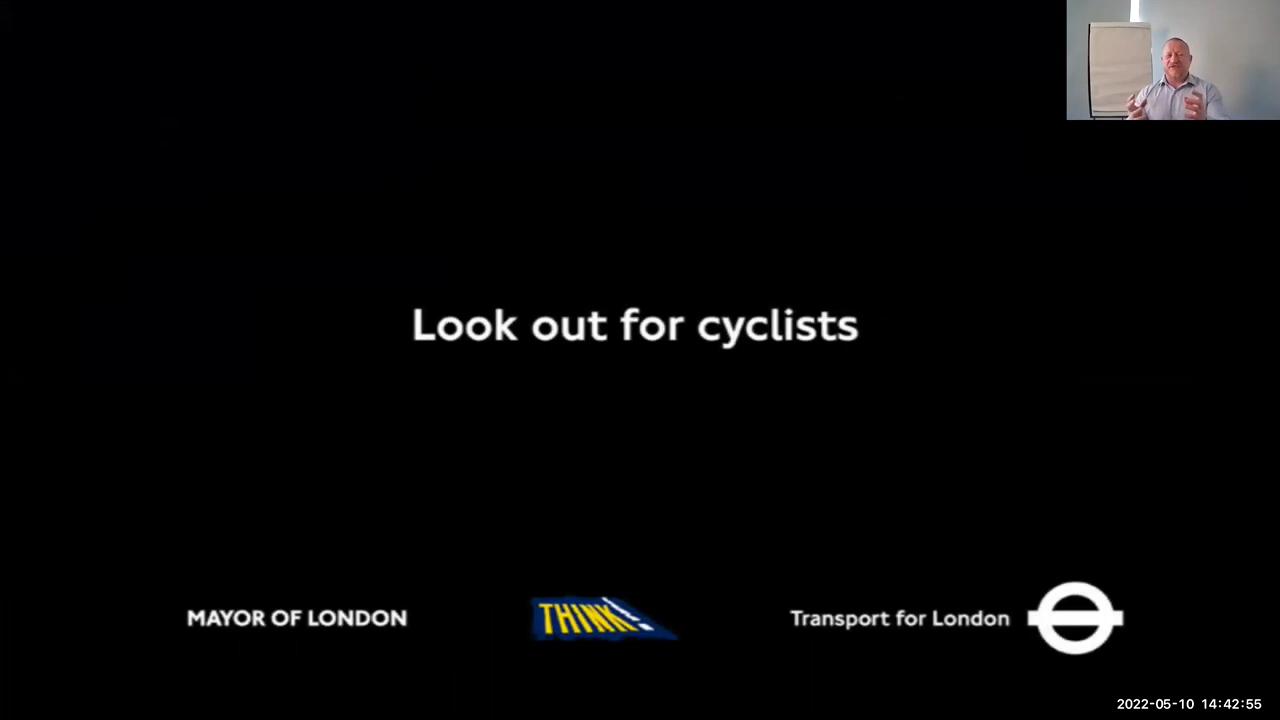 Look out for cyclists
MAYOR OF LONDON
THINK!
Transport for London
2022-05-10 14:42:55